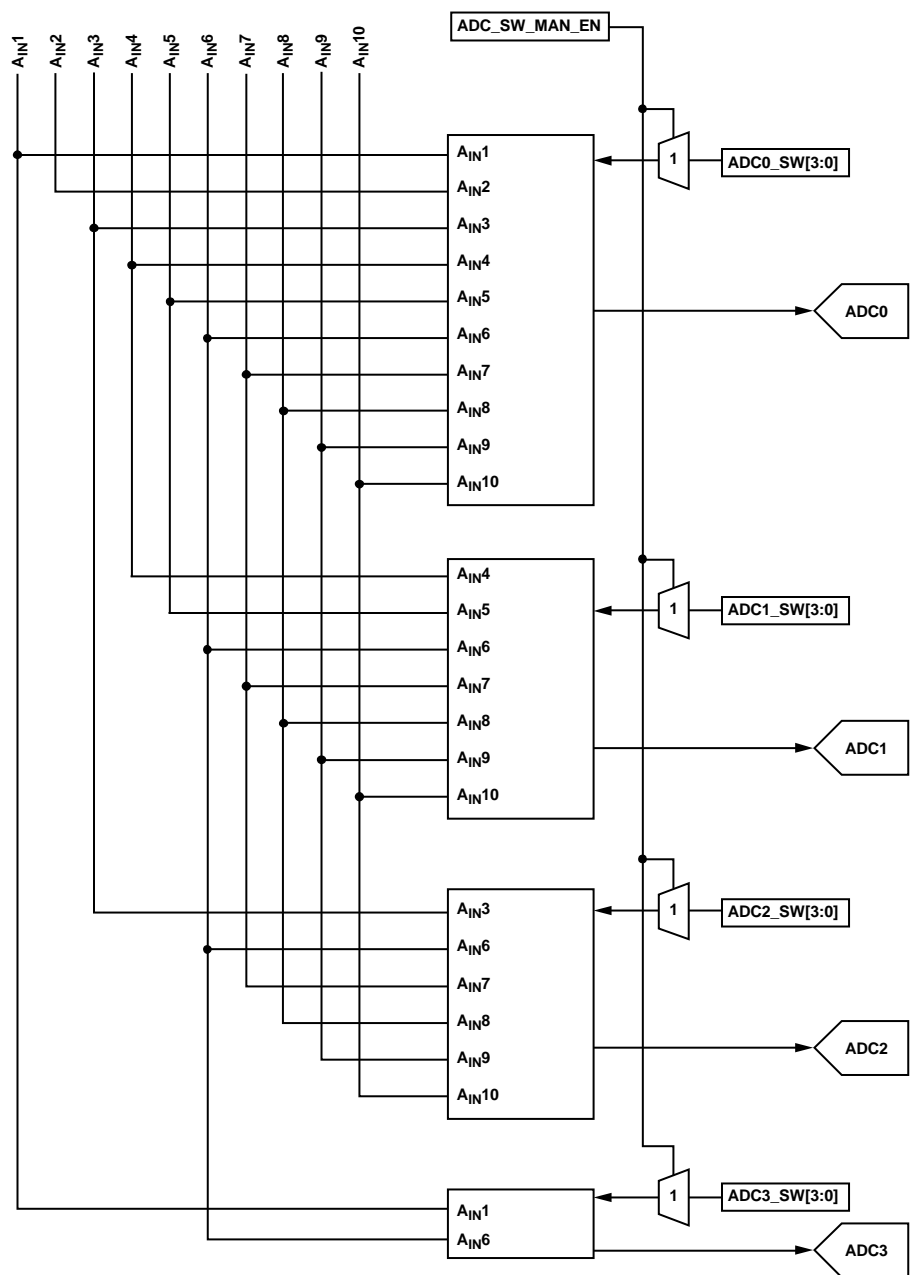 AIN1
AIN2
AIN3
AIN4
AIN5
AIN6
AIN7
AIN8
AIN9
AIN10
ADC_SW_MAN_EN
AIN1
AIN2
AIN3
AIN4
AIN5
AIN6
AIN7
AIN8
AIN9
AIN10
1
ADC0_SW[3:0]
ADC0
AIN4
AIN5
AIN6
AIN7
AIN8
AIN9
AIN10
1
ADC1_SW[3:0]
ADC1
AIN3
AIN6
AIN7
AIN8
AIN9
AIN10
1
ADC2_SW[3:0]
ADC2
AIN1
AIN6
1
ADC3_SW[3:0]
ADC3